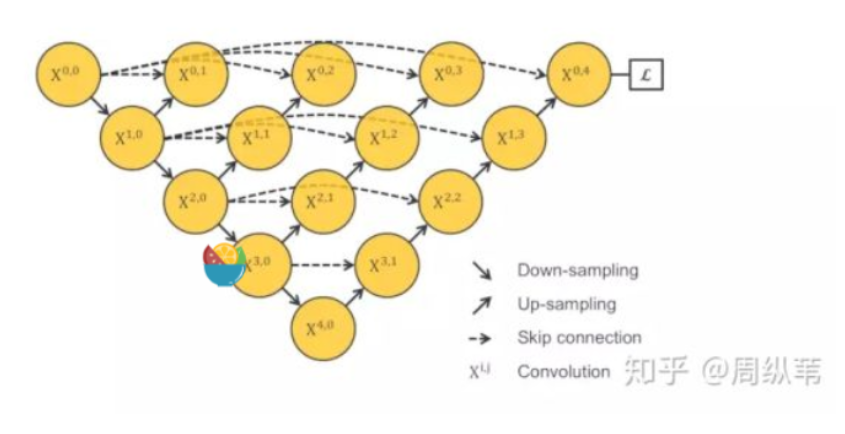 X^0,0 X^0,1 X^0,2 X^0,3 X^0,4 ℒ
X^1,0 X^1,1 X^1,2 X^1,3
X^2,0 X^2,1 X^2,2
X^3,0 X^3,1
X^4,0
Down-sampling
Up-sampling
Skip connection
X^i,j Convolution
知乎 @周纵苇